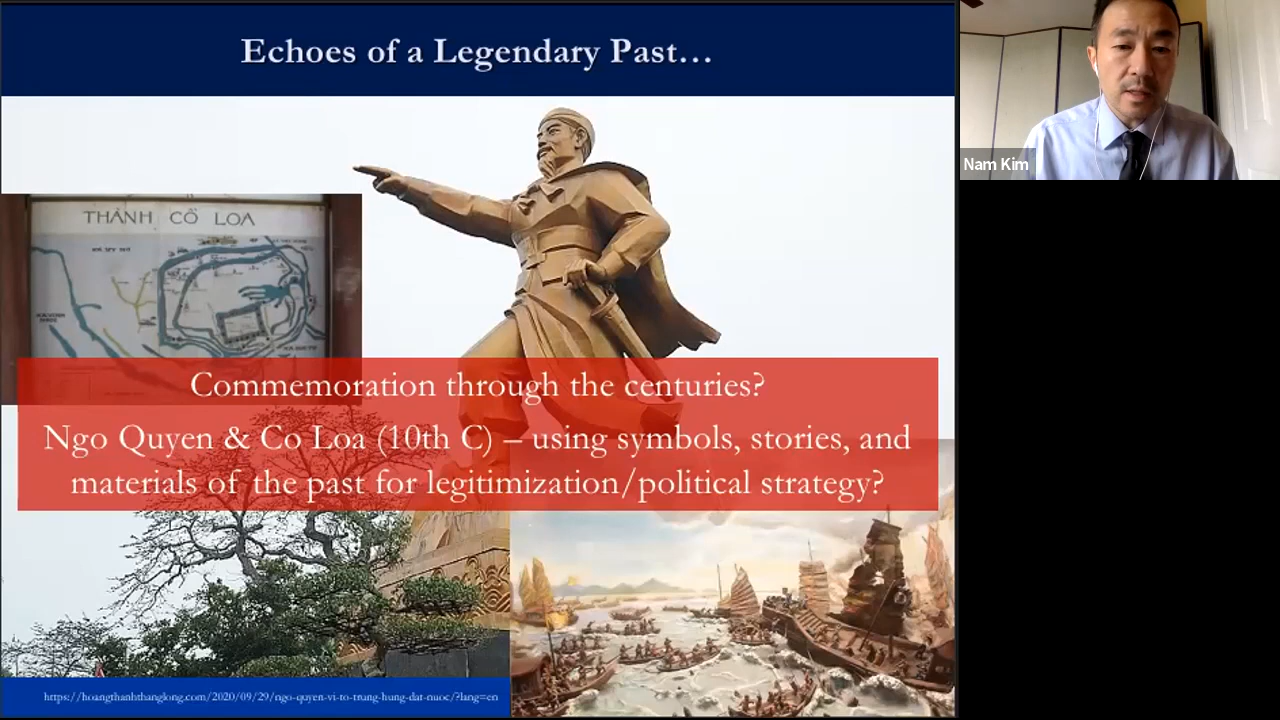 Echoes of a Legendary Past…
Nam Kim
THÀNH CỔ LOA
Commemoration through the centuries?
Ngo Quyen & Co Loa (10th C) – using symbols, stories, and
materials of the past for legitimization/political strategy?
https://hoangthanhthanglong.com/2020/09/29/ngo-quyen-vi-to-trung-hung-dat-nuoc/?lang=en